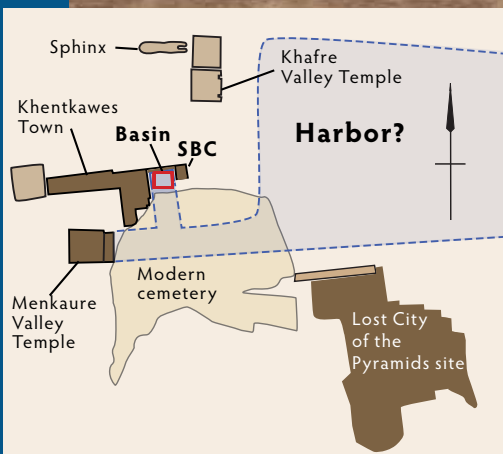 Sphinx
Khafre
Valley Temple
Khentkawes
Town
Basin
SBC
Harbor?
Modern
cemetery
Menkaure
Valley
Temple
Lost City
of the
Pyramids site